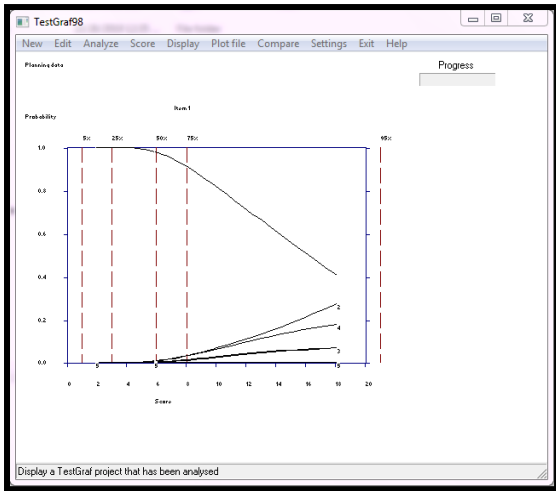 TestGraf98
New Edit Analyze Score Display Plot file Compare Settings Exit Help
Planning data
Progress
Item 1
Probability
5% 25% 50% 75% 95%
1.0
0.8
0.6
0.4
0.2
0.0
2
4
3
0 2 4 6 8 10 12 14 16 18 20
Score
Display a TestGraf project that has been analysed